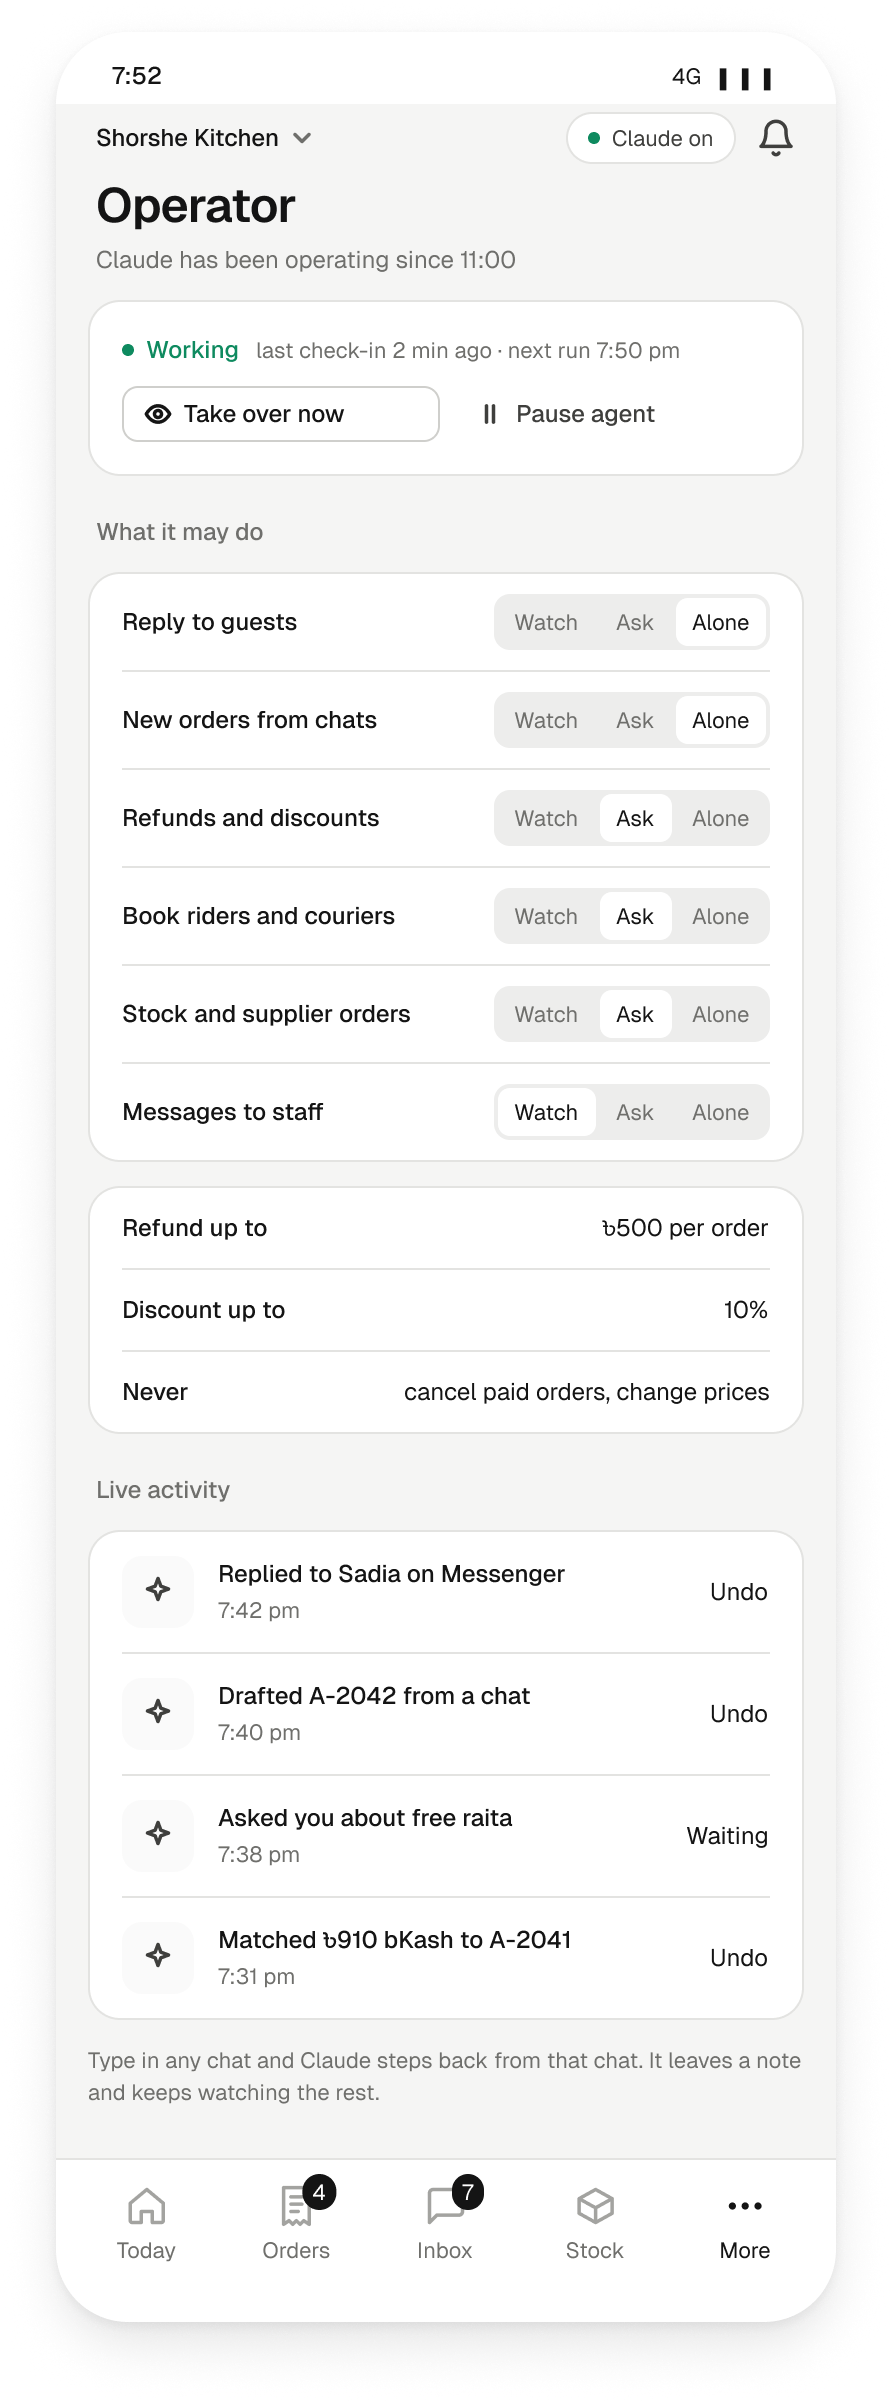 7:52
4G
Shorshe Kitchen
Claude on
Operator
Claude has been operating since 11:00
Working last check-in 2 min ago · next run 7:50 pm
Take over now
Pause agent
What it may do
Reply to guests
Watch Ask Alone
New orders from chats
Watch Ask Alone
Refunds and discounts
Watch Ask Alone
Book riders and couriers
Watch Ask Alone
Stock and supplier orders
Watch Ask Alone
Messages to staff
Watch Ask Alone
Refund up to
৳500 per order
Discount up to
10%
Never
cancel paid orders, change prices
Live activity
Replied to Sadia on Messenger
7:42 pm
Undo
Drafted A-2042 from a chat
7:40 pm
Undo
Asked you about free raita
7:38 pm
Waiting
Matched ৳910 bKash to A-2041
7:31 pm
Undo
Type in any chat and Claude steps back from that chat. It leaves a note
and keeps watching the rest.
4
7
Today
Orders
Inbox
Stock
More